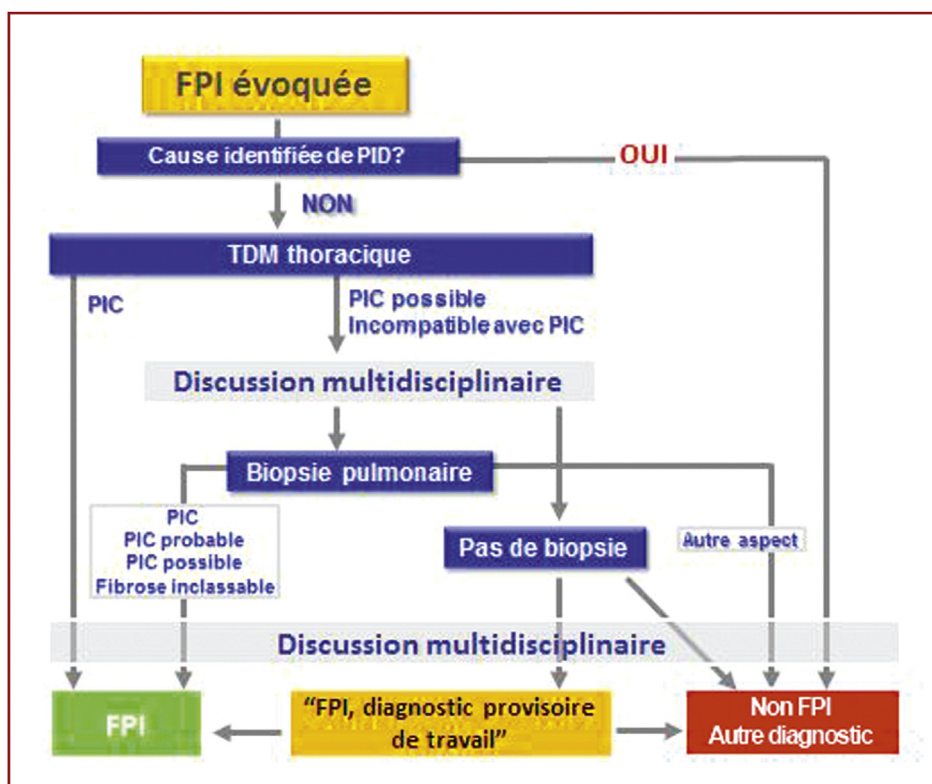 FPI évoquée
Cause identifiée de PID?
OUI
NON
TDM thoracique
PIC
PIC possible
Incompatible avec PIC
Discussion multidisciplinaire
Biopsie pulmonaire
PIC
PIC probable
PIC possible
Fibrose inclassable
Pas de biopsie
Autre aspect
Discussion multidisciplinaire
FPI
“FPI, diagnostic provisoire
de travail”
Non FPI
Autre diagnostic